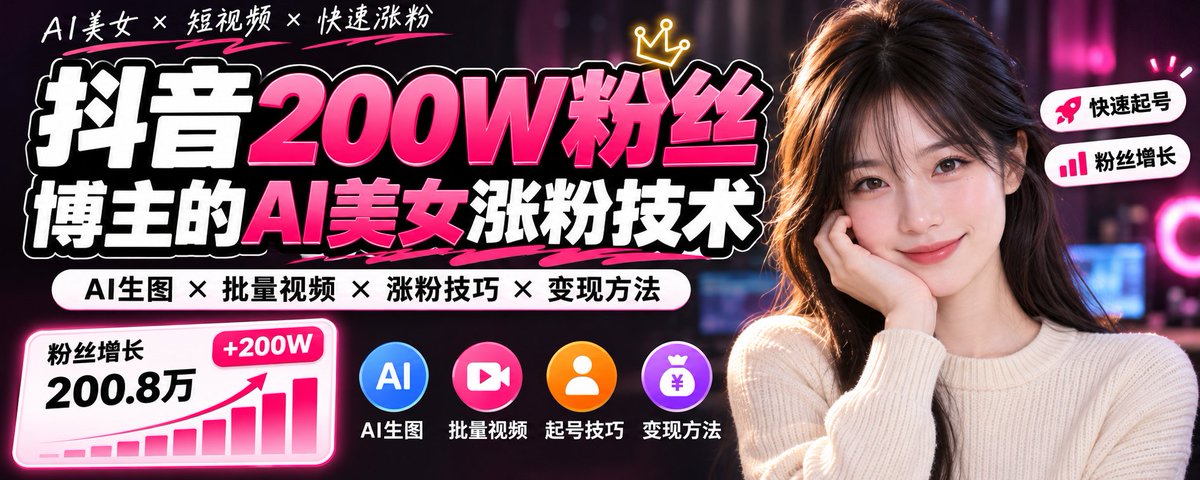 AI美女 × 短视频 × 快速涨粉
抖音200W粉丝
博主的AI美女涨粉技术
AI生图 × 批量视频 × 涨粉技巧 × 变现方法
快速起号
粉丝增长
粉丝增长
+200W
200.8万
AI
¥
AI生图
批量视频
起号技巧
变现方法